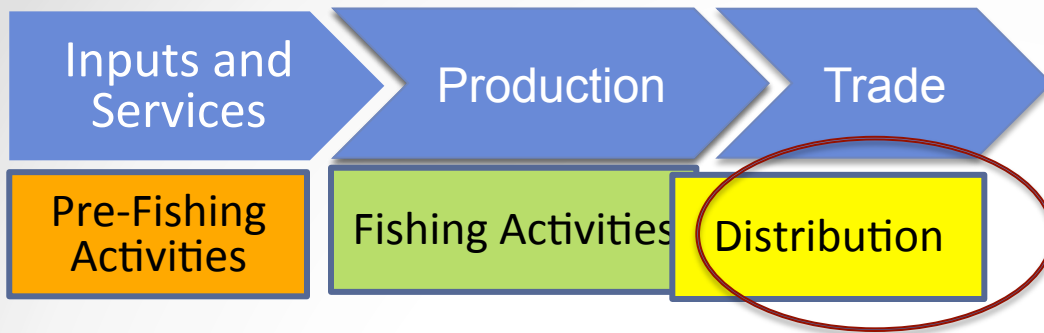 Inputs and
Services
Production
Trade
Pre-Fishing
Activities
Fishing Activities
Distribution